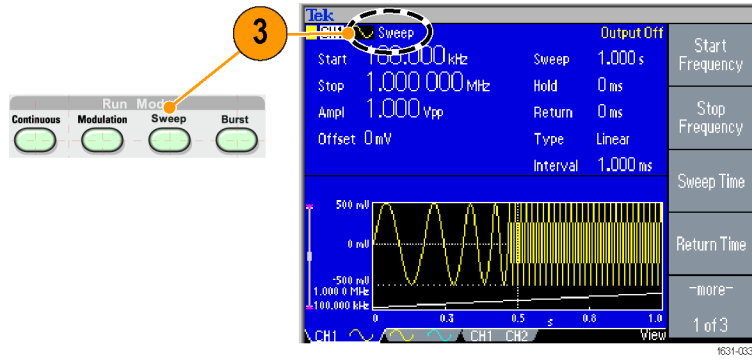 3
Run Mode
Continuous Modulation Sweep Burst
Tek
CH1 Sweep Output Off
Start 100.000 kHz Sweep 1.000 s
Stop 1.000 000 MHz Hold 0 ms
Ampl 1.000 Vpp Return 0 ms
Offset 0 mV Type Linear
Interval 1.000 ms
Start Frequency
Stop Frequency
Sweep Time
Return Time
-more-
1 of 3
500 mV
0 mV
-500 mV
1.000 0 MHz
100.000 kHz
0 0.3 0.5 s 0.8 1.0
CH1 CH1 CH2 View
1631-033